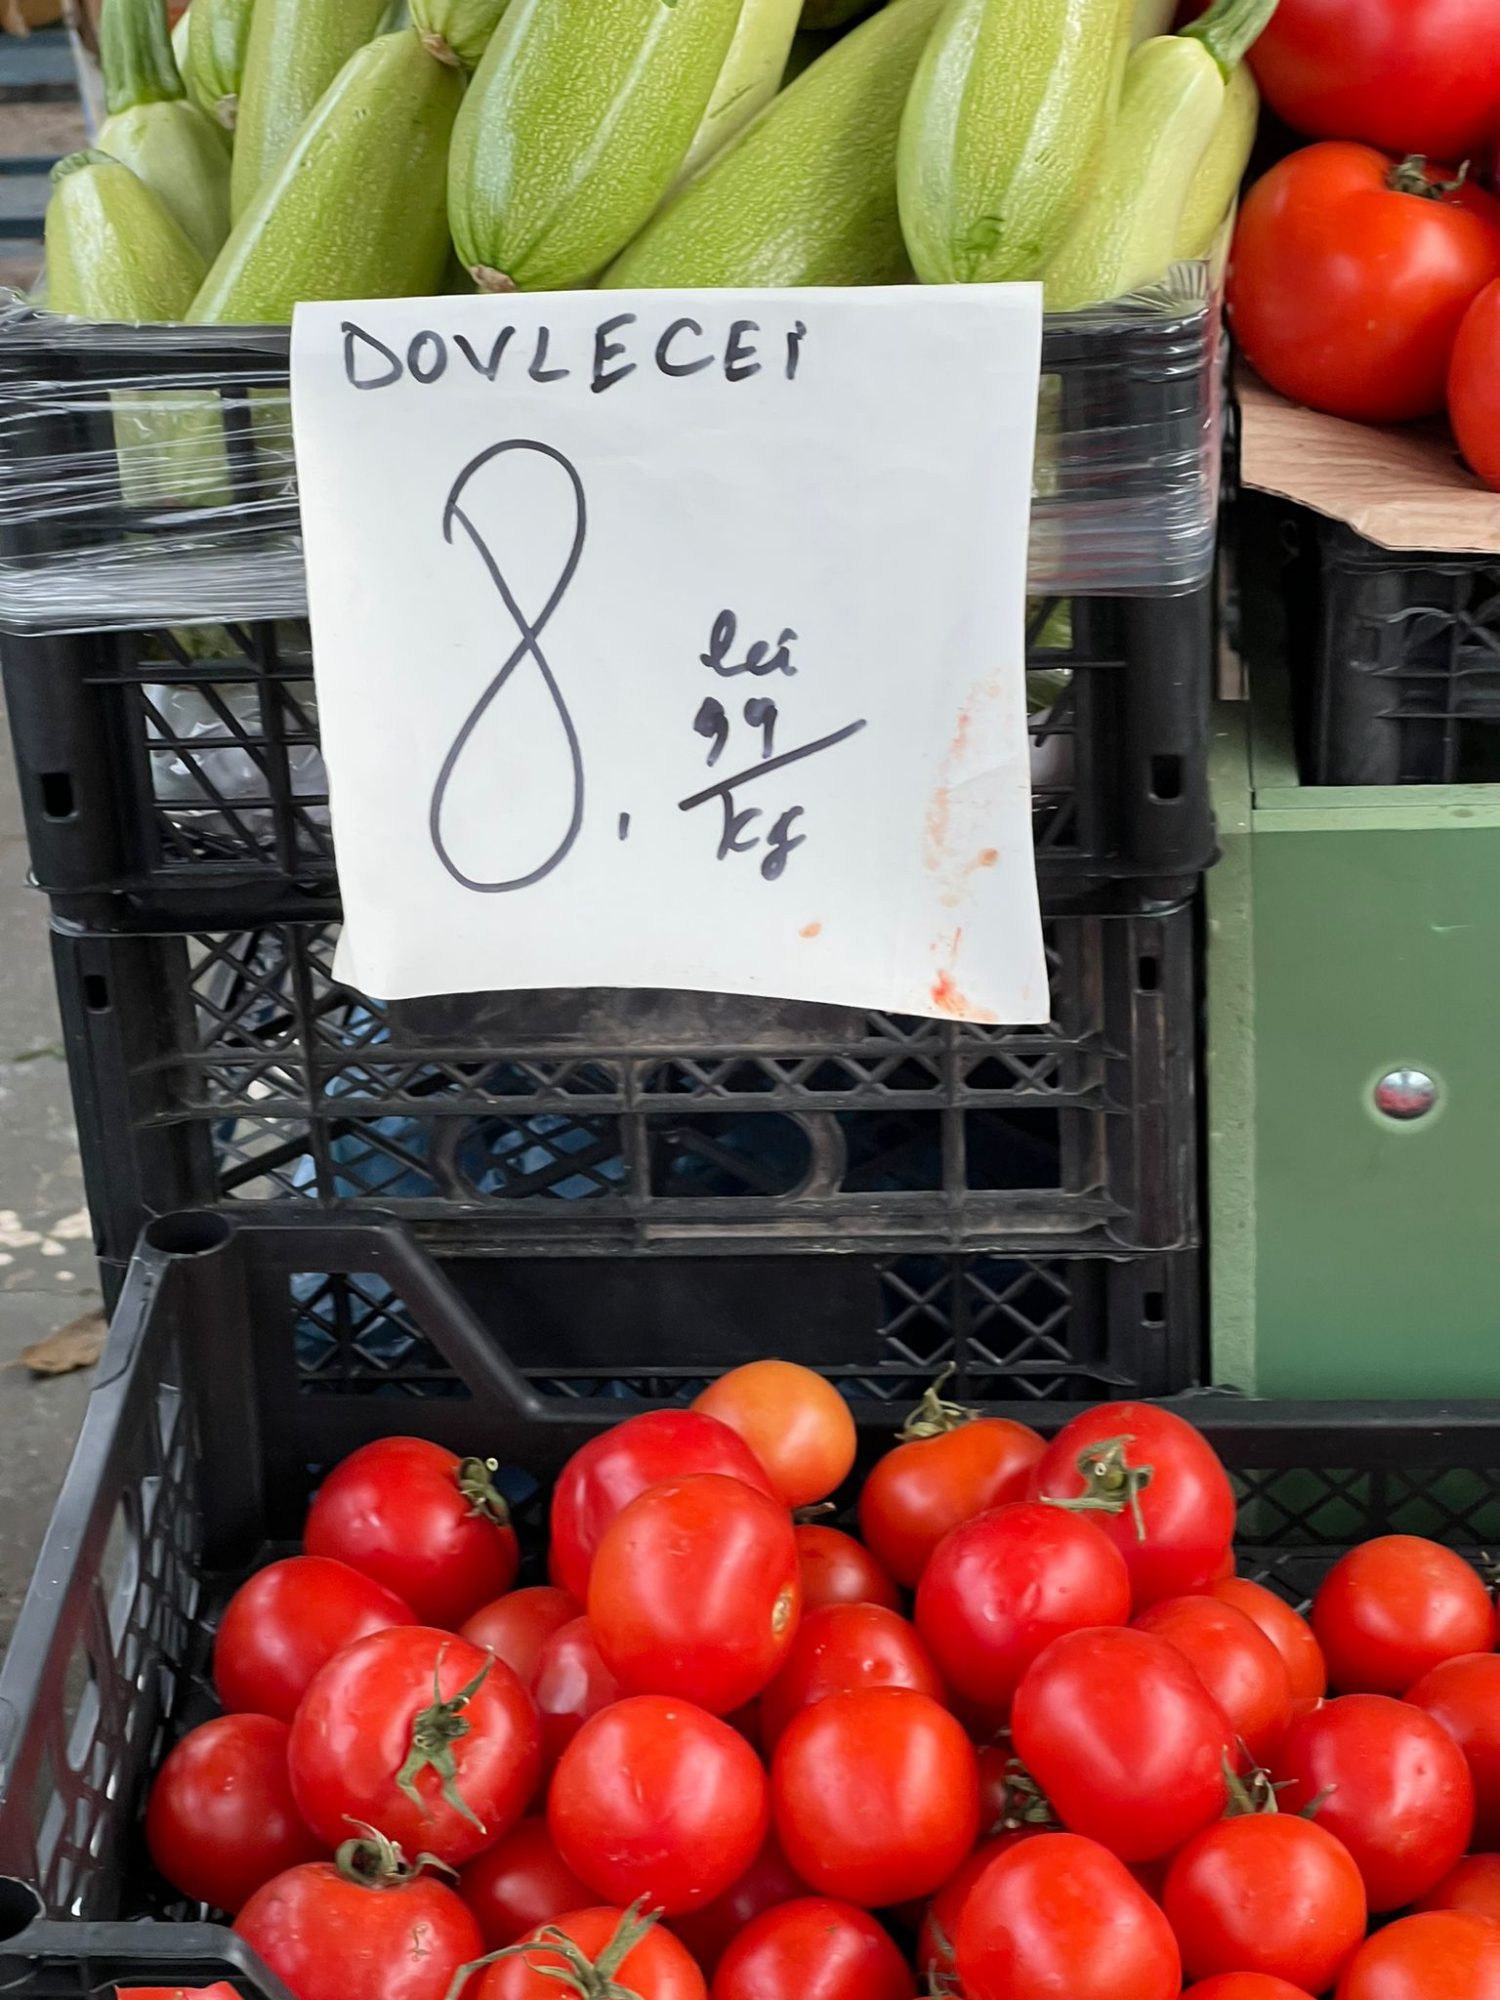 DOVLECEI
8.
lei
99
kg